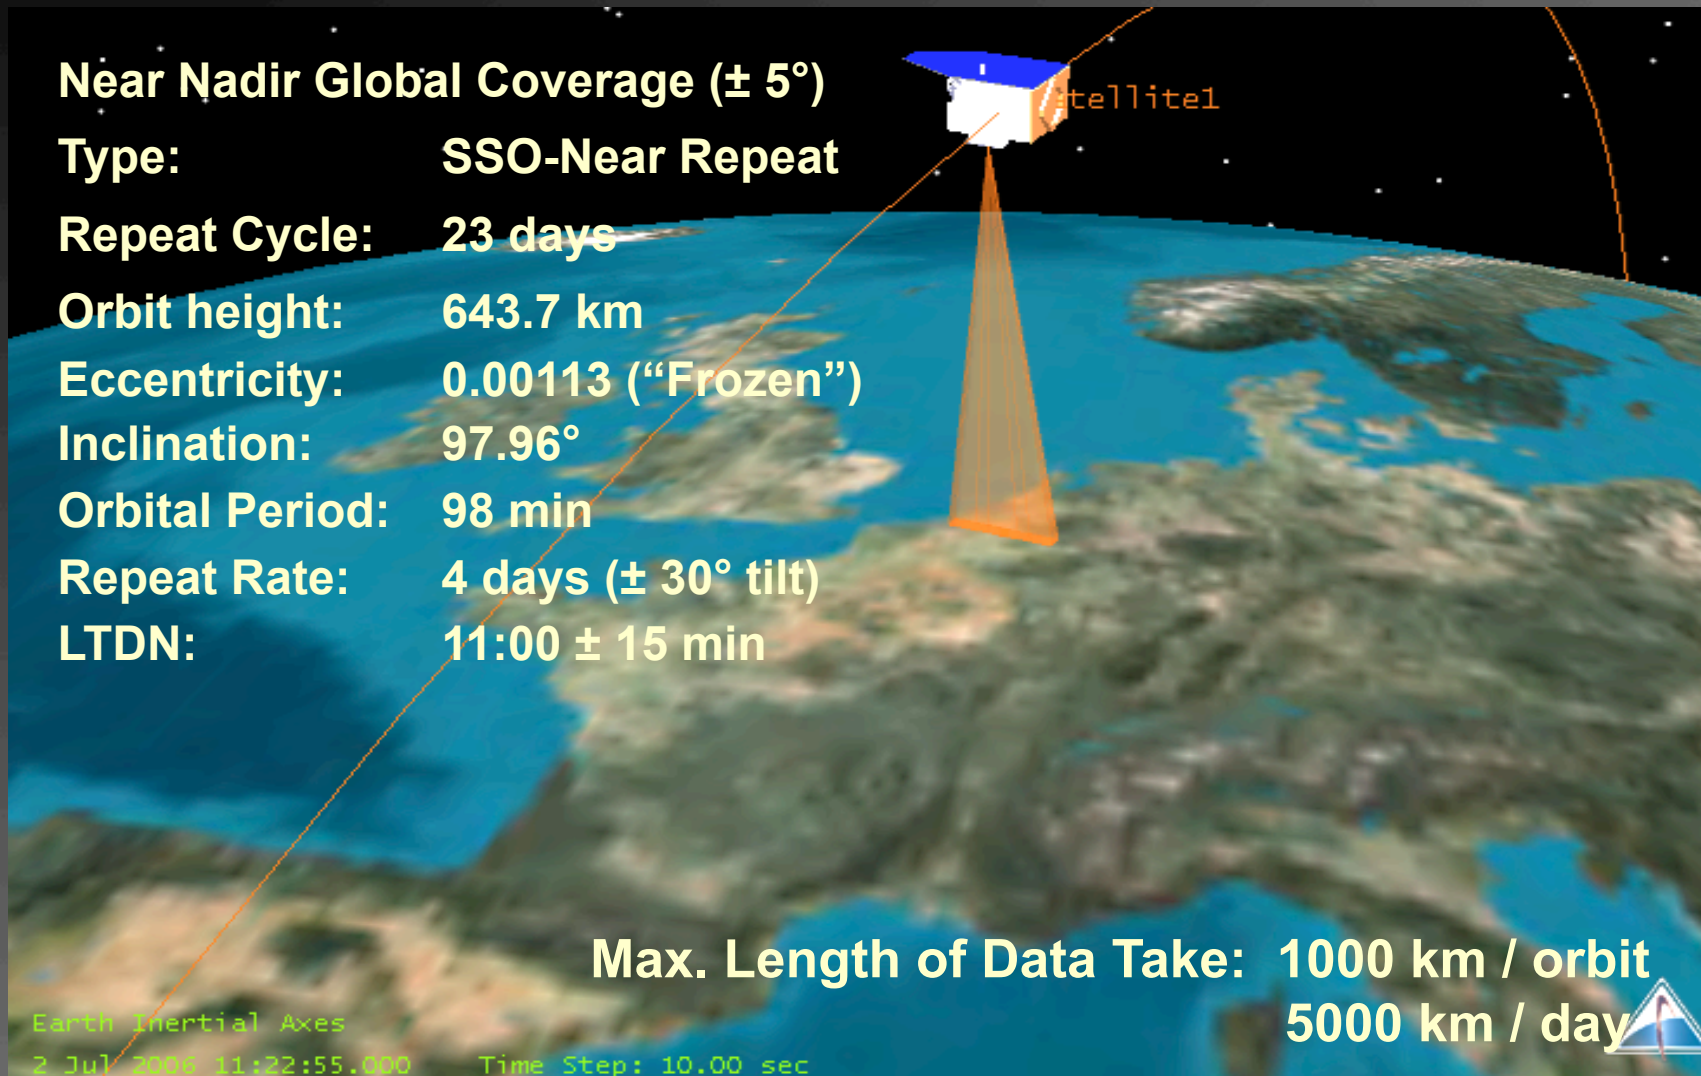 Near Nadir Global Coverage (± 5°)
tellite1
Type: SSO-Near Repeat
Repeat Cycle: 23 days
Orbit height: 643.7 km
Eccentricity: 0.00113 (“Frozen”)
Inclination: 97.96°
Orbital Period: 98 min
Repeat Rate: 4 days (± 30° tilt)
LTDN: 11:00 ± 15 min
Max. Length of Data Take: 1000 km / orbit
5000 km / day
Earth Inertial Axes
2 Jul 2006 11:22:55.000 Time Step: 10.00 sec